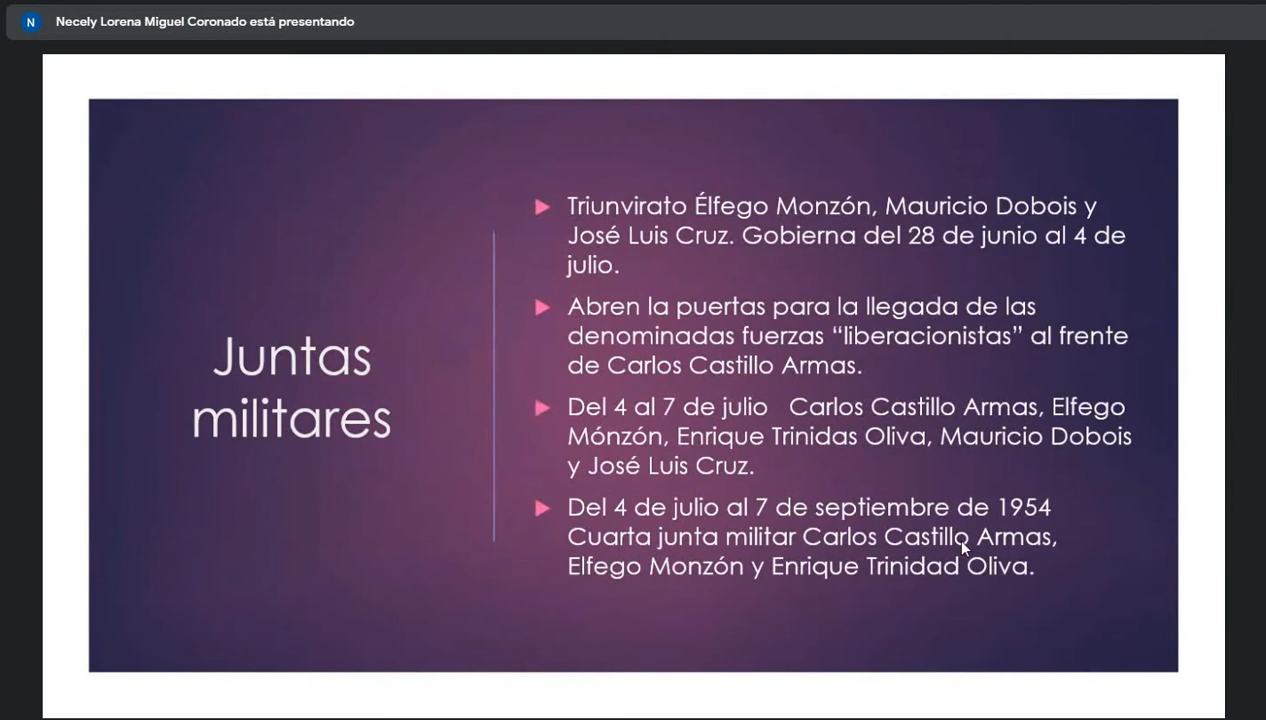 N
Necely Lorena Miguel Coronado está presentando
Juntas
militares
Triunvirato Élfego Monzón, Mauricio Dobois y
José Luis Cruz. Gobierna del 28 de junio al 4 de
julio.
Abren la puertas para la llegada de las
denominadas fuerzas “liberacionistas” al frente
de Carlos Castillo Armas.
Del 4 al 7 de julio Carlos Castillo Armas, Elfego
Mónzón, Enrique Trinidas Oliva, Mauricio Dobois
y José Luis Cruz.
Del 4 de julio al 7 de septiembre de 1954
Cuarta junta militar Carlos Castillo Armas,
Elfego Monzón y Enrique Trinidad Oliva.